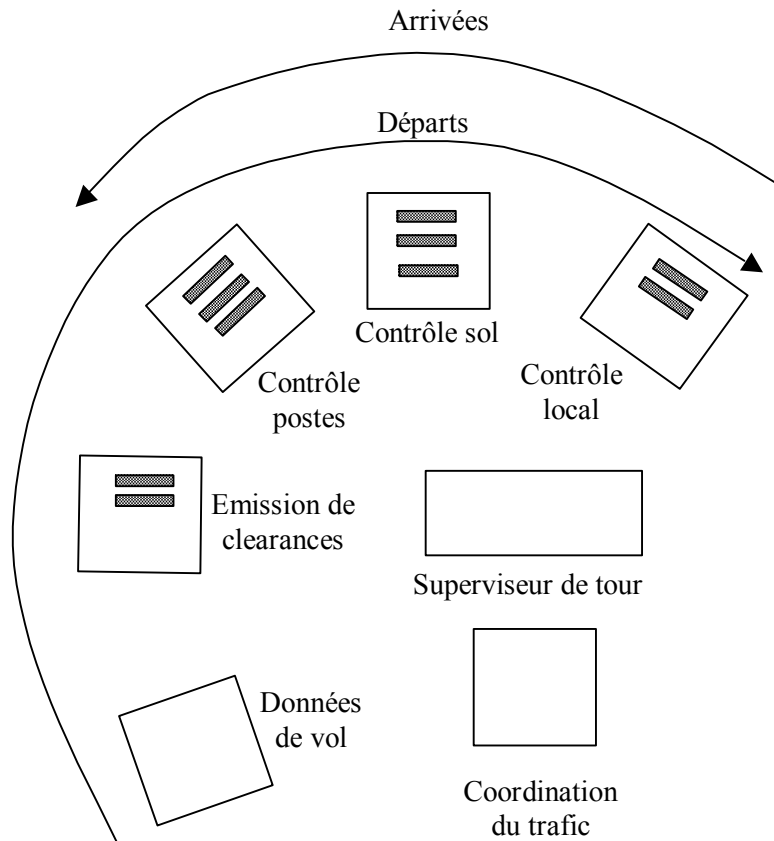 Arrivées
Départs
Contrôle sol
Contrôle
postes
Contrôle
local
Emission de
clearances
Superviseur de tour
Données
de vol
Coordination
du trafic